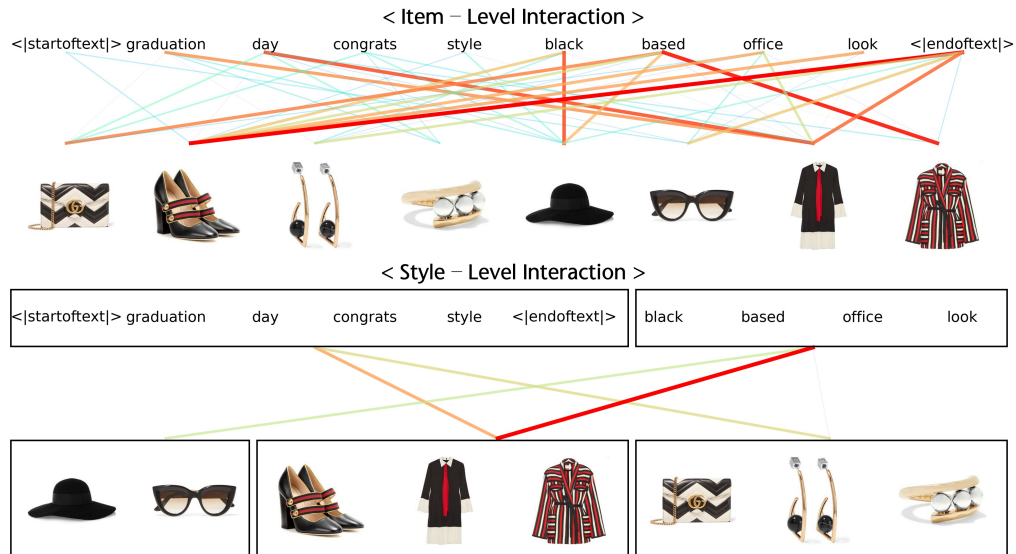 < Item – Level Interaction >
<|startoftext|> graduation day congrats style black based office look <|endoftext|>
< Style – Level Interaction >
<|startoftext|> graduation day congrats style <|endoftext|> black based office look